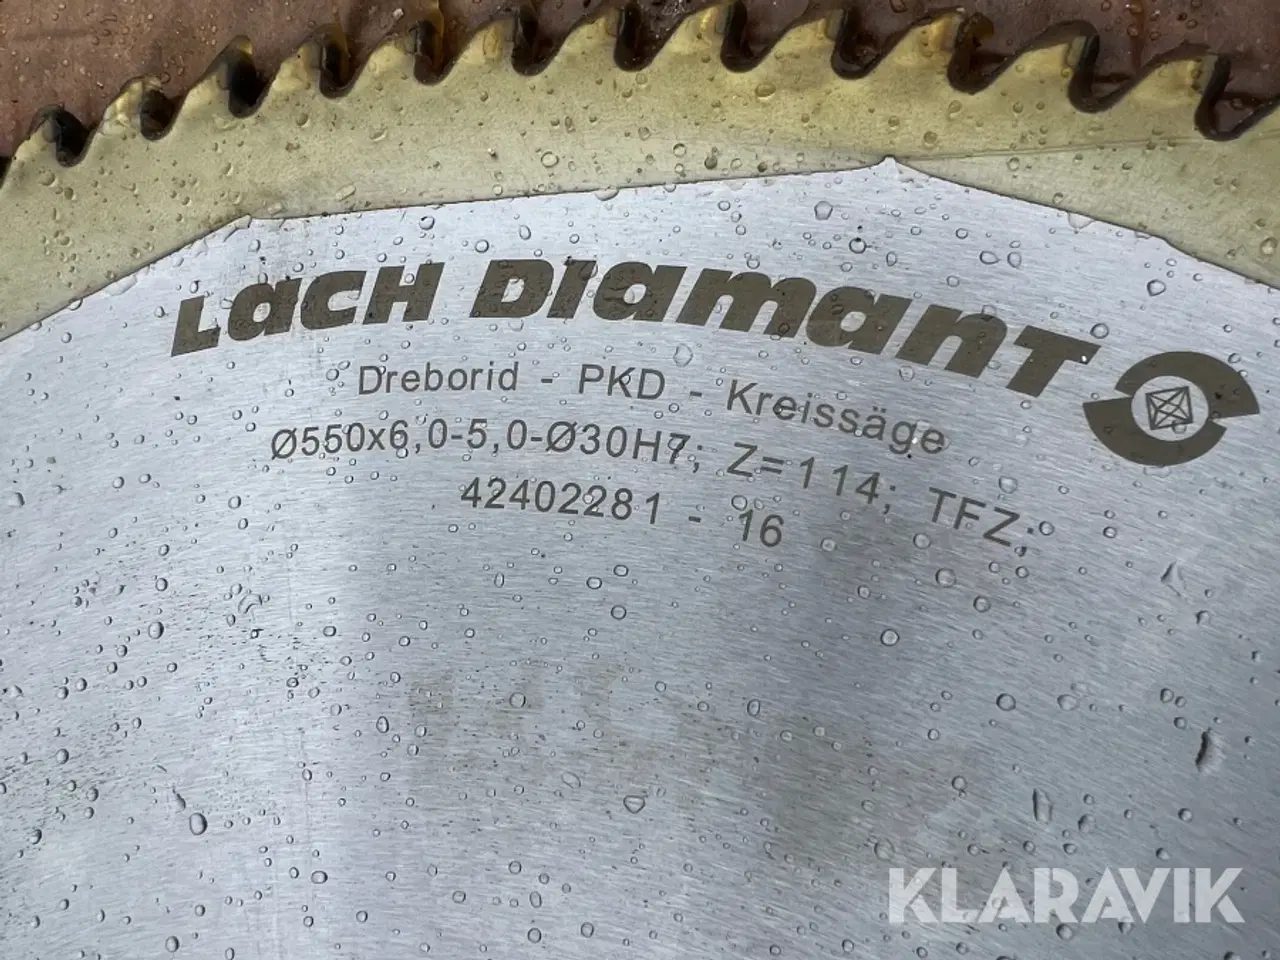 LACH DIAMANT
Dreborid - PKD - Kreissäge
Ø550x6,0-5,0-Ø30H7; Z=114; TFZ;
42402281 - 16
KLARAVIK